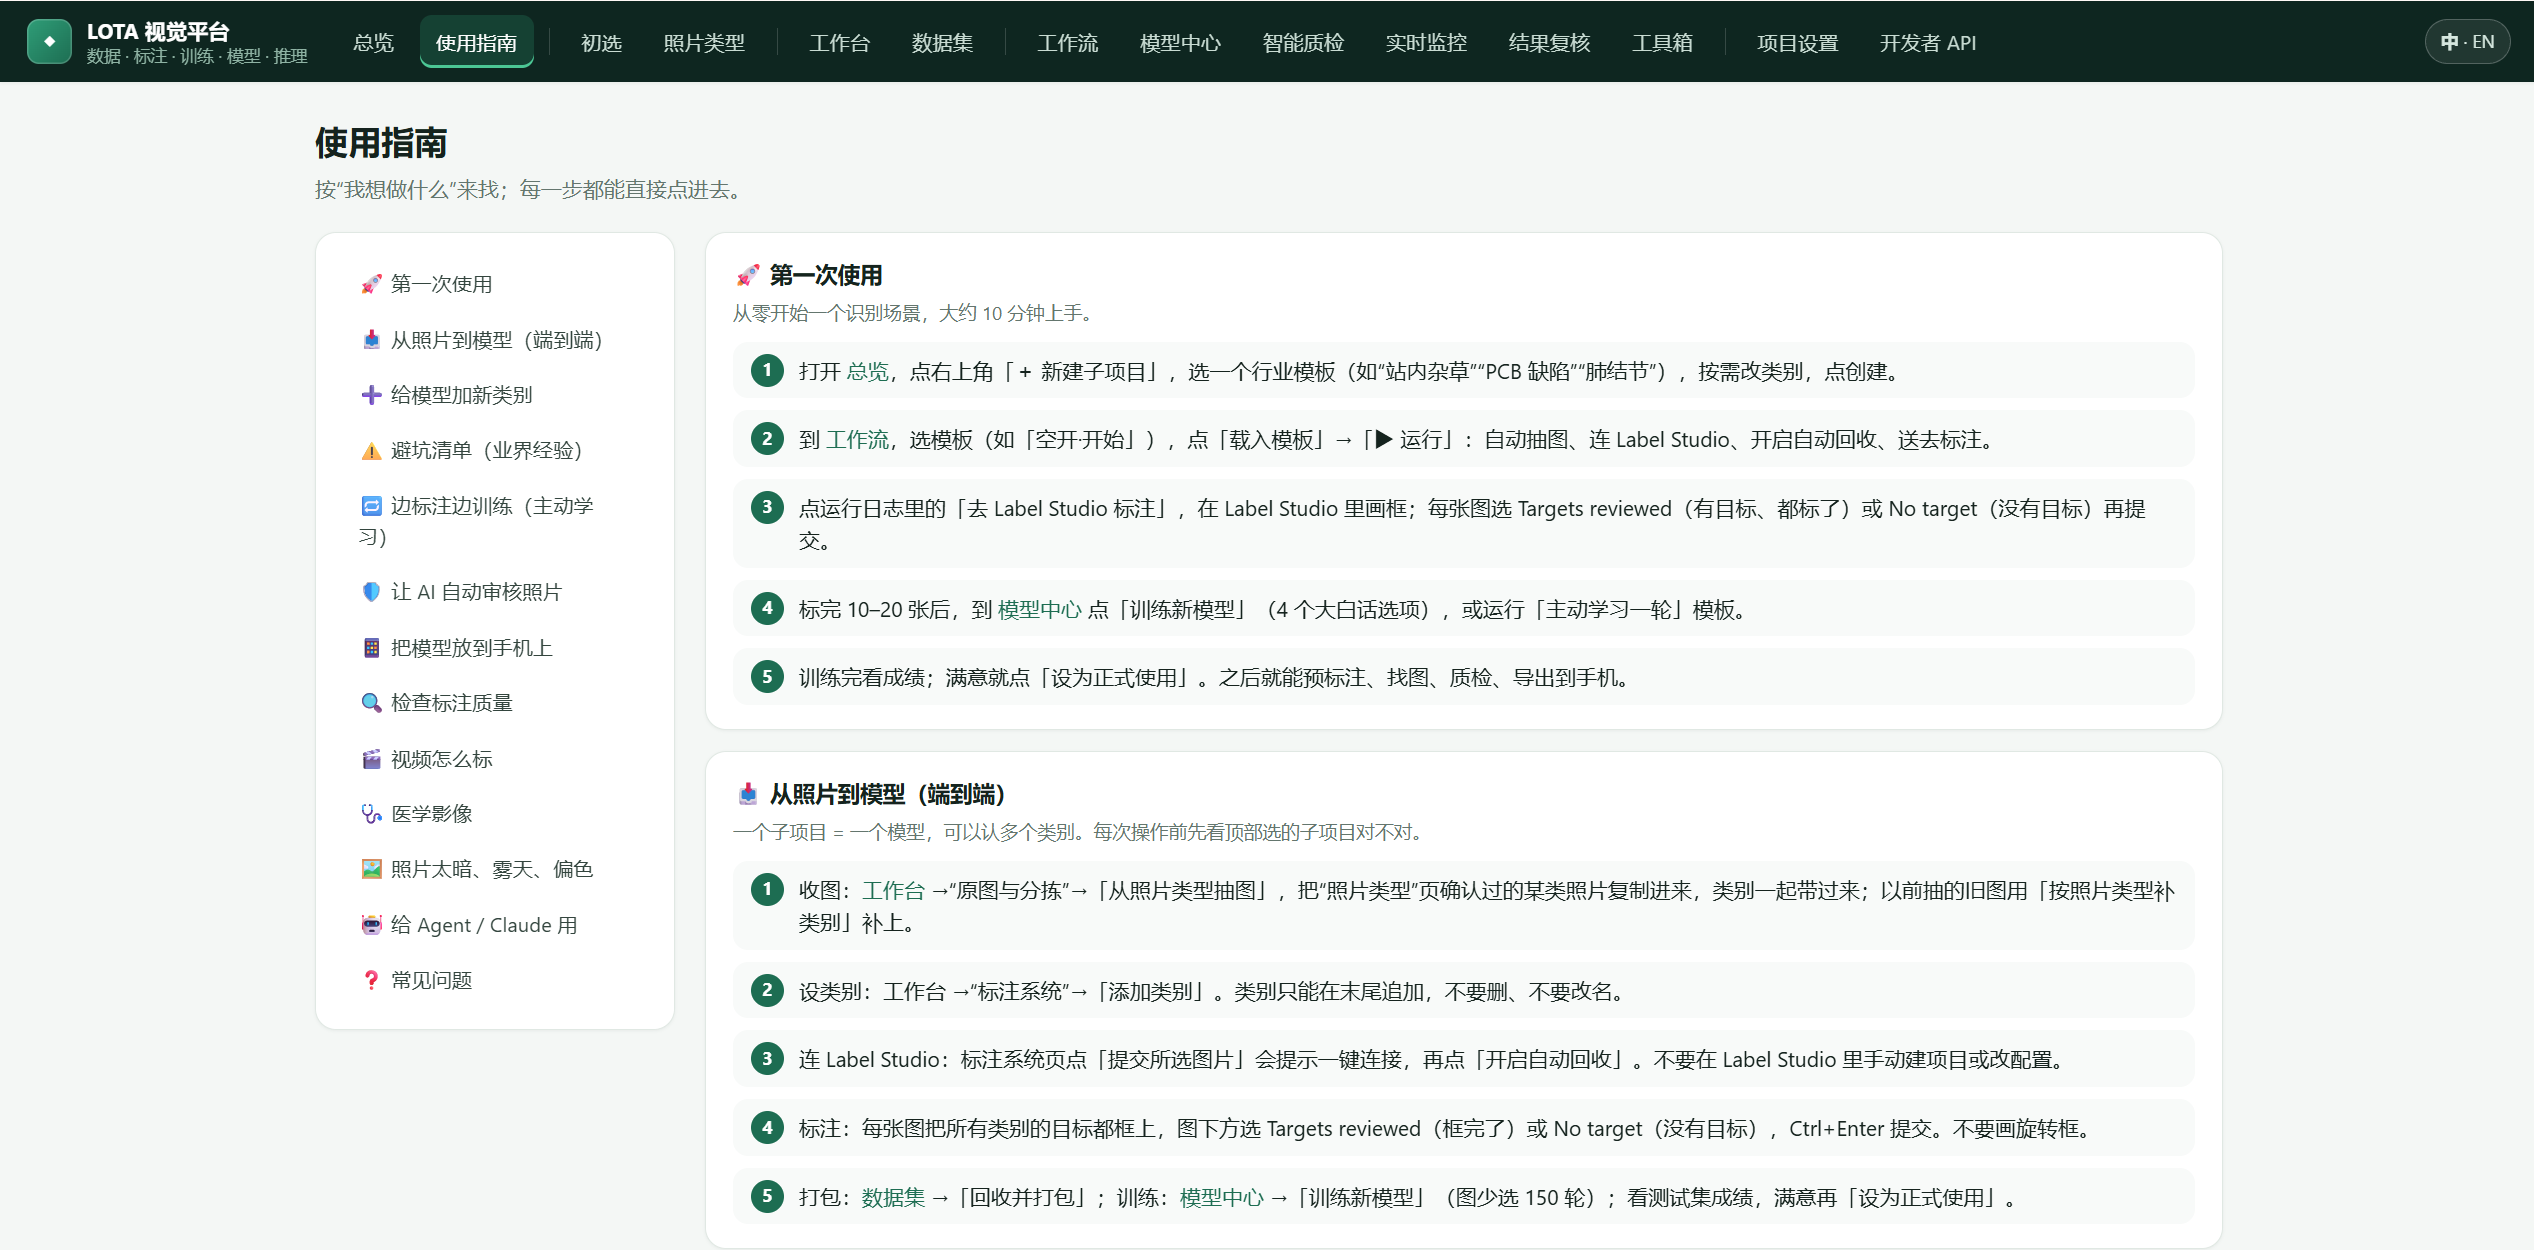 LOTA 视觉平台
数据 · 标注 · 训练 · 模型 · 推理
总览
使用指南
初选
照片类型
工作台
数据集
工作流
模型中心
智能质检
实时监控
结果复核
工具箱
项目设置
开发者 API
中 · EN
使用指南
按“我想做什么”来找；每一步都能直接点进去。
🚀 第一次使用
📥 从照片到模型（端到端）
➕ 给模型加新类别
⚠️ 避坑清单（业界经验）
🔁 边标注边训练（主动学
习）
🛡️ 让 AI 自动审核照片
📱 把模型放到手机上
🔍 检查标注质量
🎬 视频怎么标
🩺 医学影像
🖼️ 照片太暗、雾天、偏色
🤖 给 Agent / Claude 用
❓ 常见问题
🚀 第一次使用
从零开始一个识别场景，大约 10 分钟上手。
1 打开 总览，点右上角「＋ 新建子项目」，选一个行业模板（如“站内杂草”“PCB 缺陷”“肺结节”），按需改类别，点创建。
2 到 工作流，选模板（如「空开·开始」），点「载入模板」→「▶ 运行」：自动抽图、连 Label Studio、开启自动回收、送去标注。
3 点运行日志里的「去 Label Studio 标注」，在 Label Studio 里画框；每张图选 Targets reviewed（有目标、都标了）或 No target（没有目标）再提
交。
4 标完 10–20 张后，到 模型中心 点「训练新模型」（4 个大白话选项），或运行「主动学习一轮」模板。
5 训练完看成绩；满意就点「设为正式使用」。之后就能预标注、找图、质检、导出到手机。
📥 从照片到模型（端到端）
一个子项目 = 一个模型，可以认多个类别。每次操作前先看顶部选的子项目对不对。
1 收图：工作台 →“原图与分拣”→「从照片类型抽图」，把“照片类型”页确认过的某类照片复制进来，类别一起带过来；以前抽的旧图用「按照片类型补
类别」补上。
2 设类别：工作台 →“标注系统”→「添加类别」。类别只能在末尾追加，不要删、不要改名。
3 连 Label Studio：标注系统页点「提交所选图片」会提示一键连接，再点「开启自动回收」。不要在 Label Studio 里手动建项目或改配置。
4 标注：每张图把所有类别的目标都框上，图下方选 Targets reviewed（框完了）或 No target（没有目标），Ctrl+Enter 提交。不要画旋转框。
5 打包：数据集 →「回收并打包」；训练：模型中心 →「训练新模型」（图少选 150 轮）；看测试集成绩，满意再「设为正式使用」。